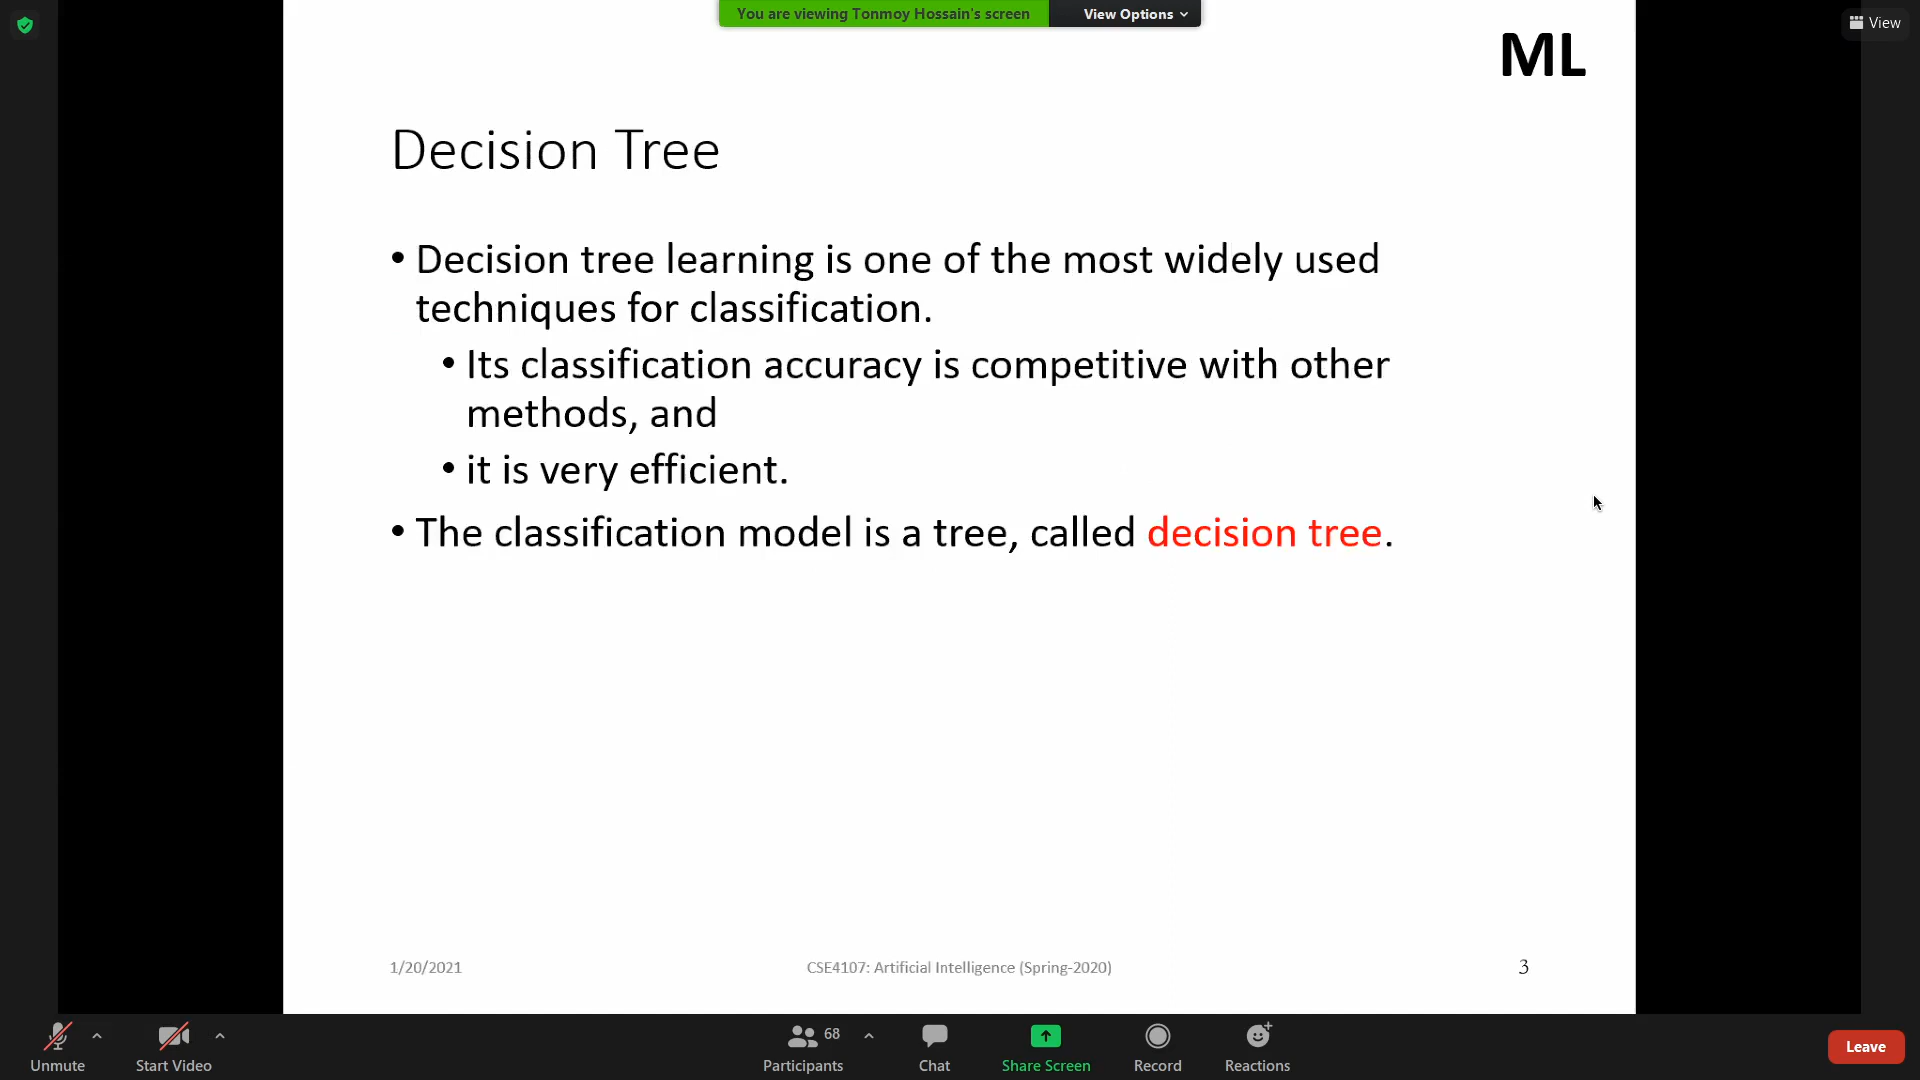 You are viewing Tonmoy Hossain's screen
View Options
View
ML
Decision Tree
• Decision tree learning is one of the most widely used
techniques for classification.
• Its classification accuracy is competitive with other
methods, and
• it is very efficient.
• The classification model is a tree, called decision tree.
1/20/2021
CSE4107: Artificial Intelligence (Spring-2020)
3
Unmute
Start Video
68
Participants
Chat
Share Screen
Record
Reactions
Leave